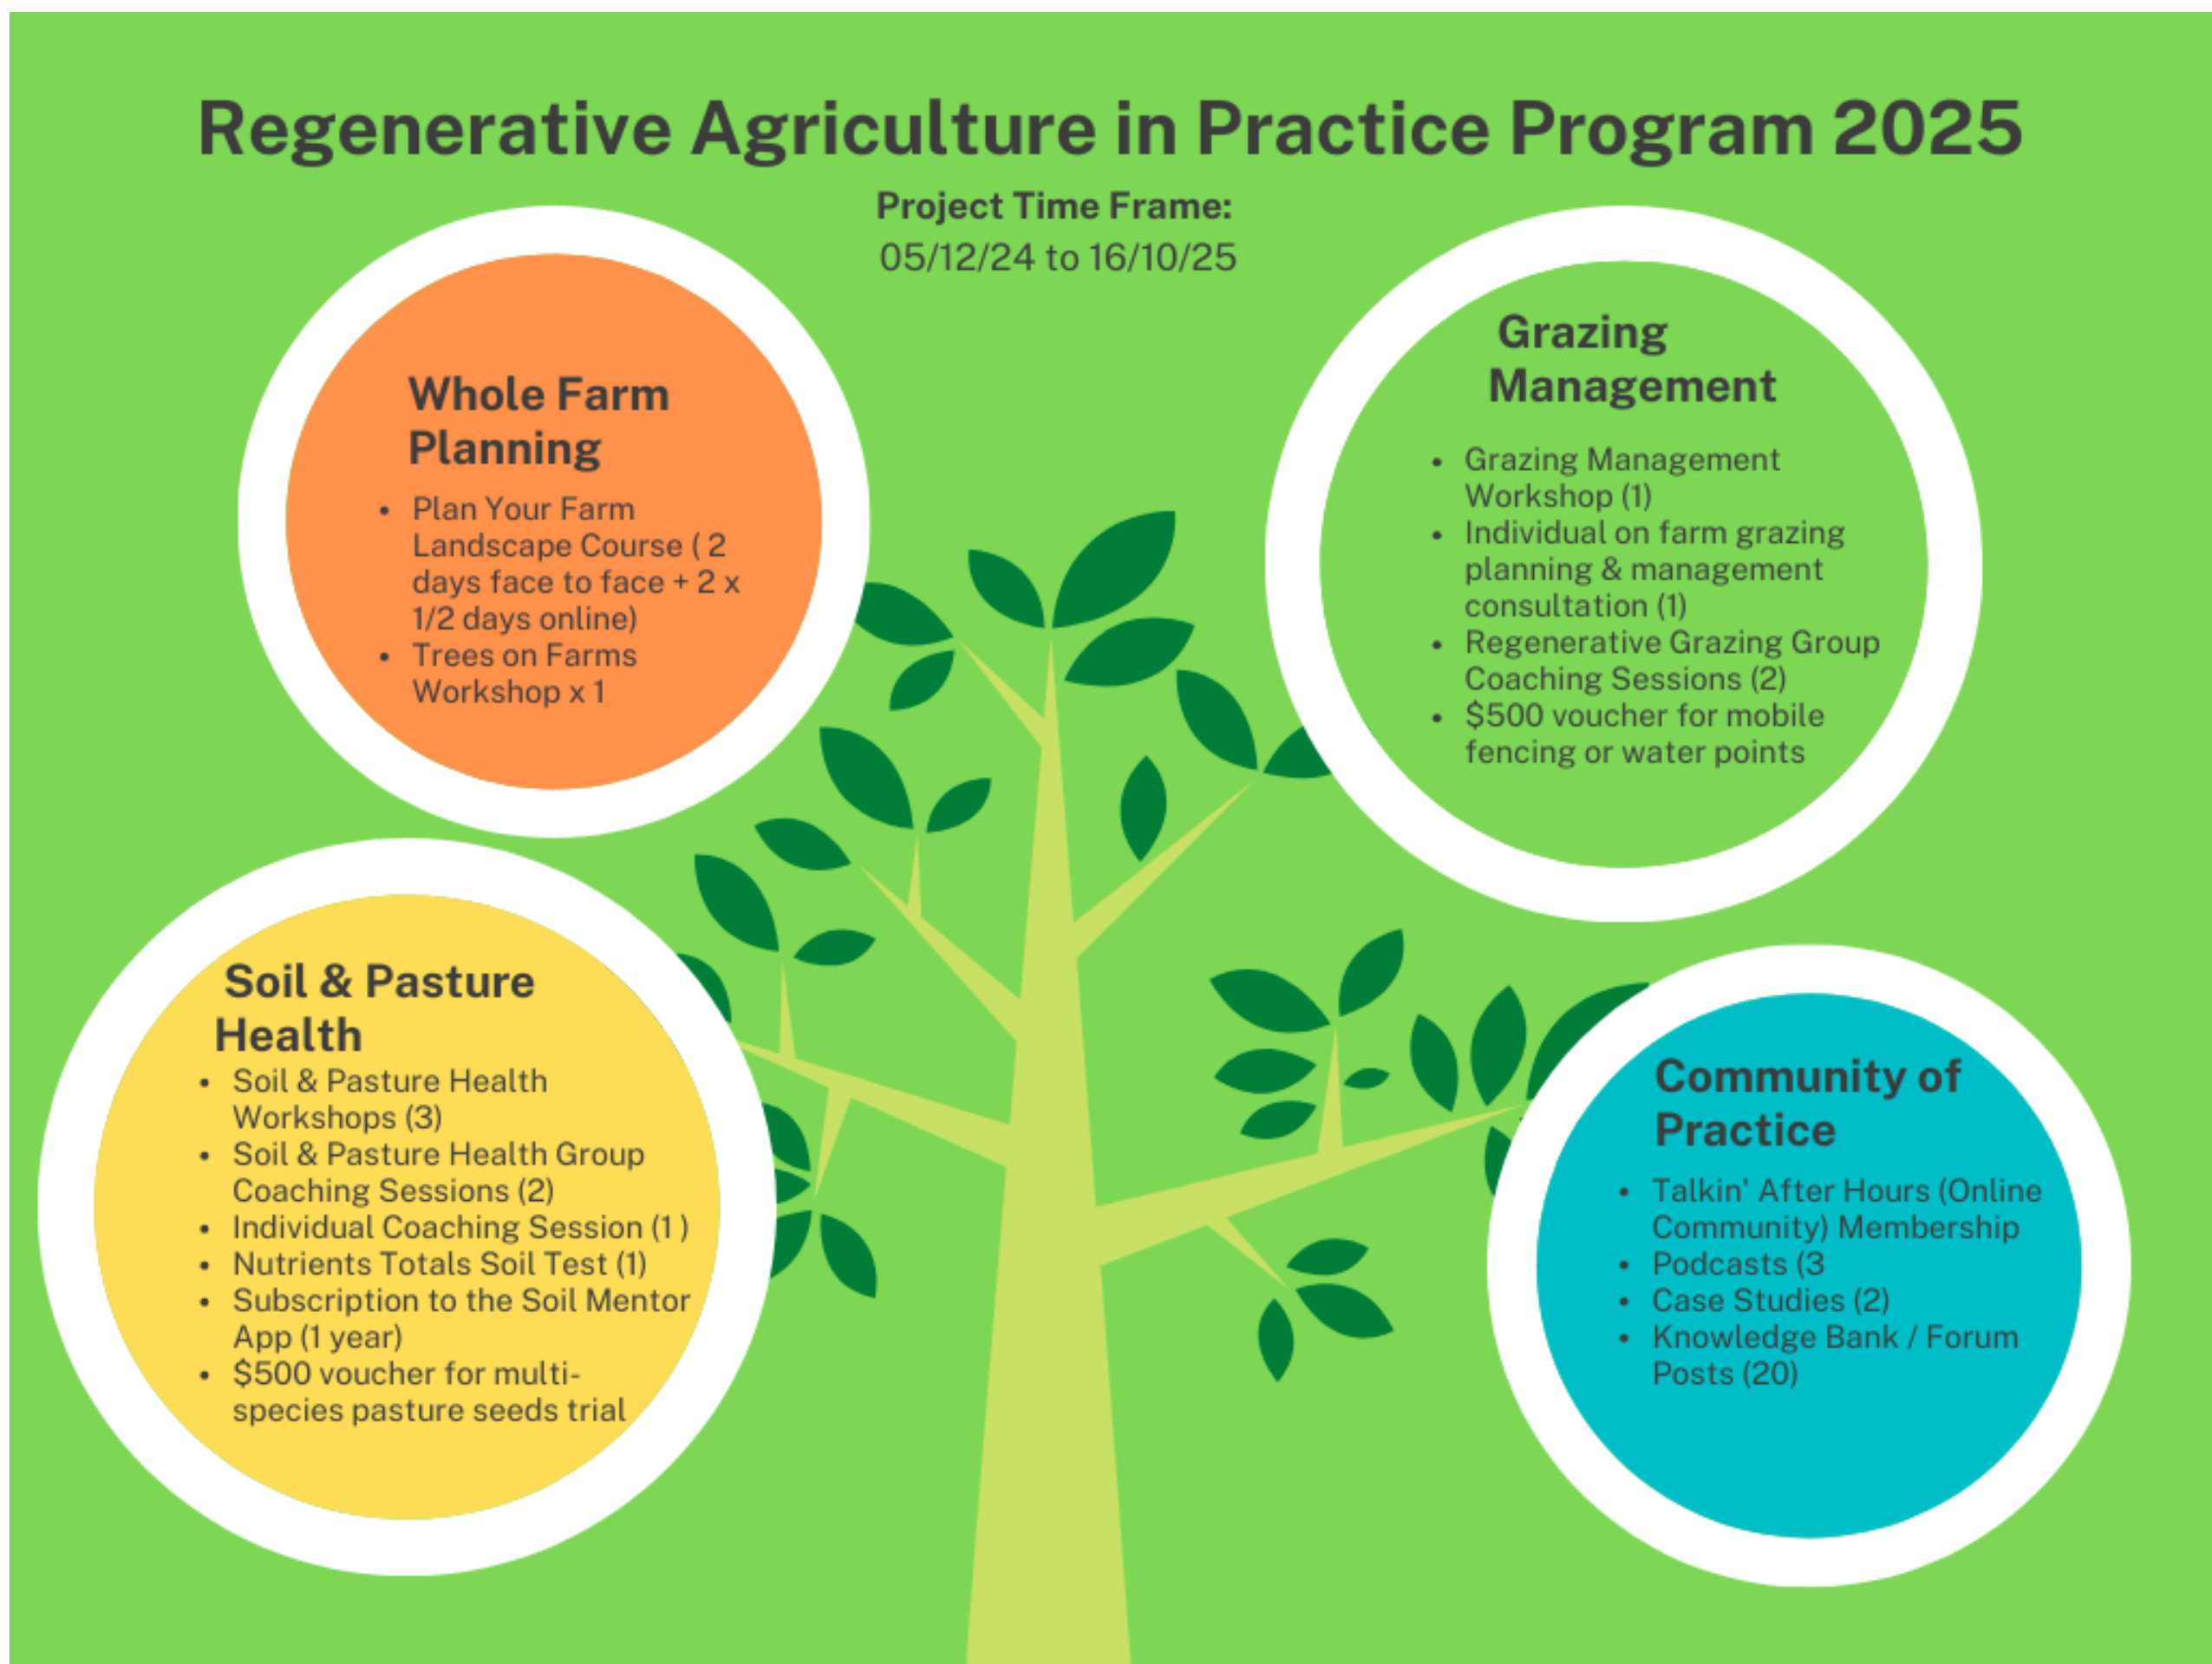 Regenerative Agriculture in Practice Program 2025
Project Time Frame:
05/12/24 to 16/10/25
Whole Farm
Planning
• Plan Your Farm
Landscape Course ( 2
days face to face + 2 x
1/2 days online)
• Trees on Farms
Workshop x 1
Grazing
Management
• Grazing Management
Workshop (1)
• Individual on farm grazing
planning & management
consultation (1)
• Regenerative Grazing Group
Coaching Sessions (2)
• $500 voucher for mobile
fencing or water points
Soil & Pasture
Health
• Soil & Pasture Health
Workshops (3)
• Soil & Pasture Health Group
Coaching Sessions (2)
• Individual Coaching Session (1 )
• Nutrients Totals Soil Test (1)
• Subscription to the Soil Mentor
App (1 year)
• $500 voucher for multi-
species pasture seeds trial
Community of
Practice
• Talkin' After Hours (Online
Community) Membership
• Podcasts (3
• Case Studies (2)
• Knowledge Bank / Forum
Posts (20)